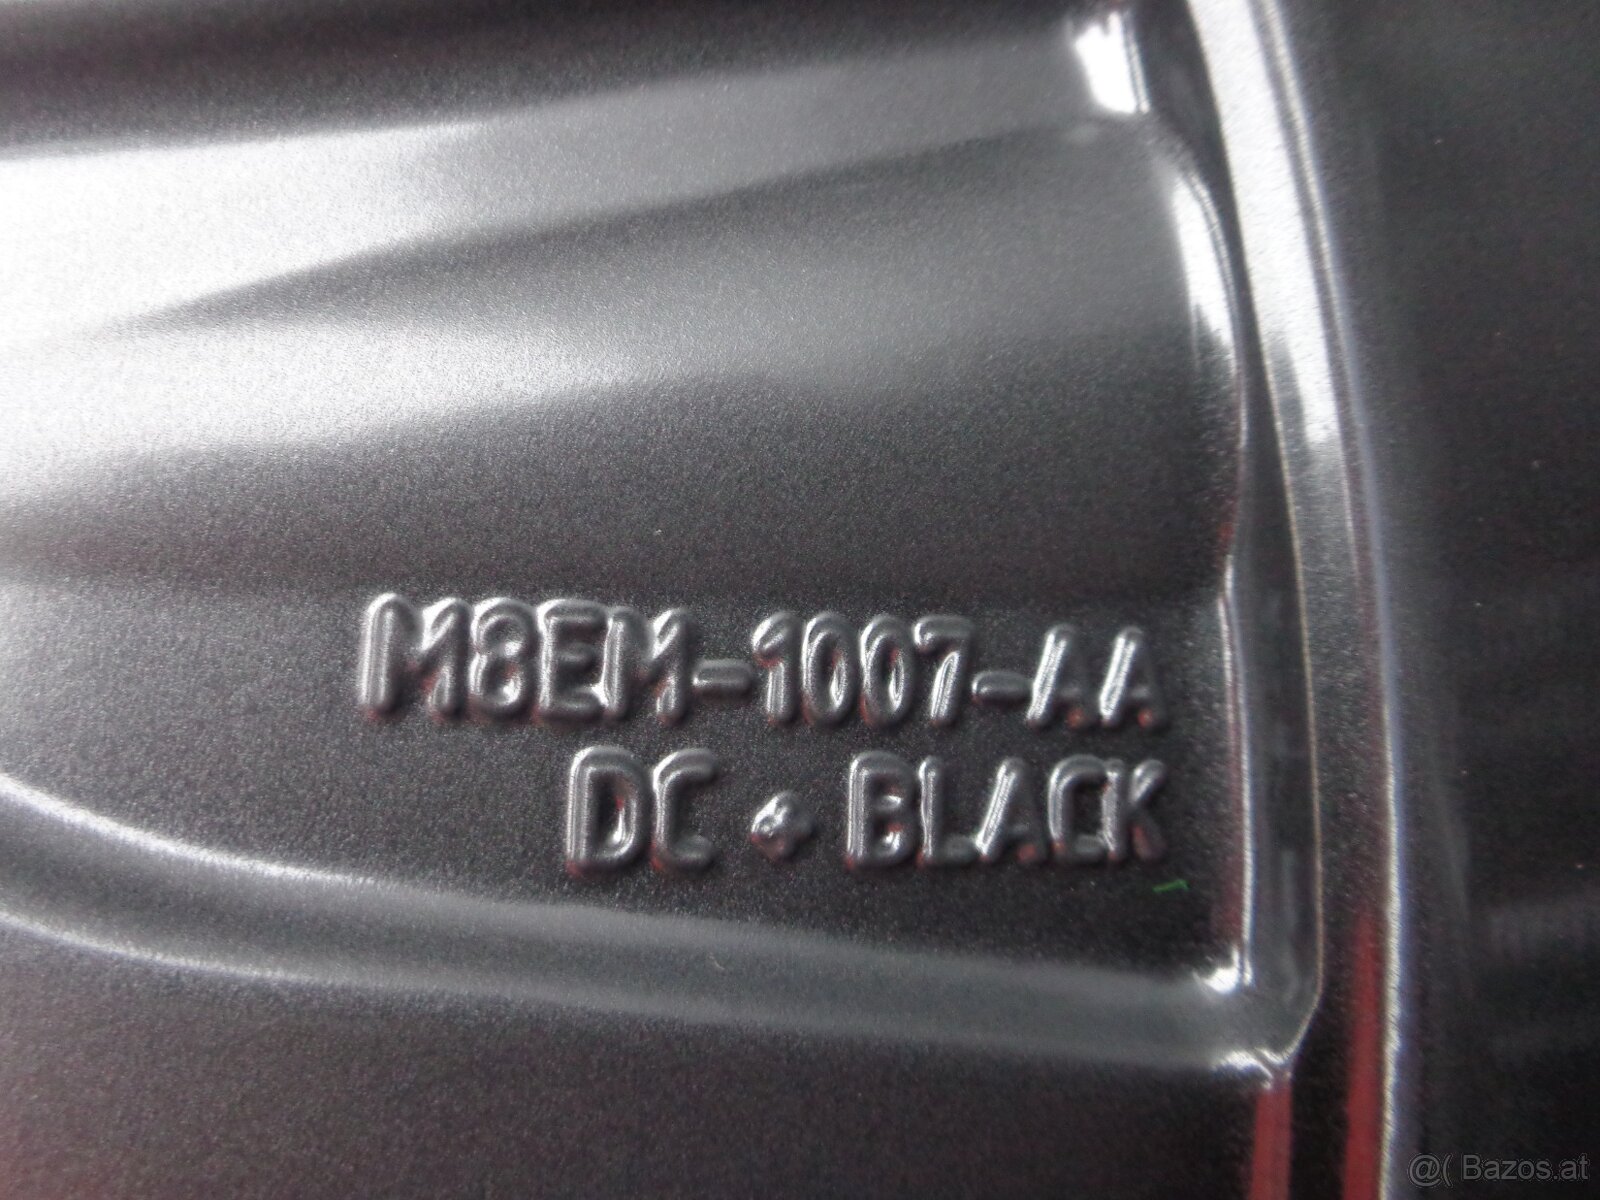 M8EM-1007-AA
DC + BLACK
@( Bazos.at